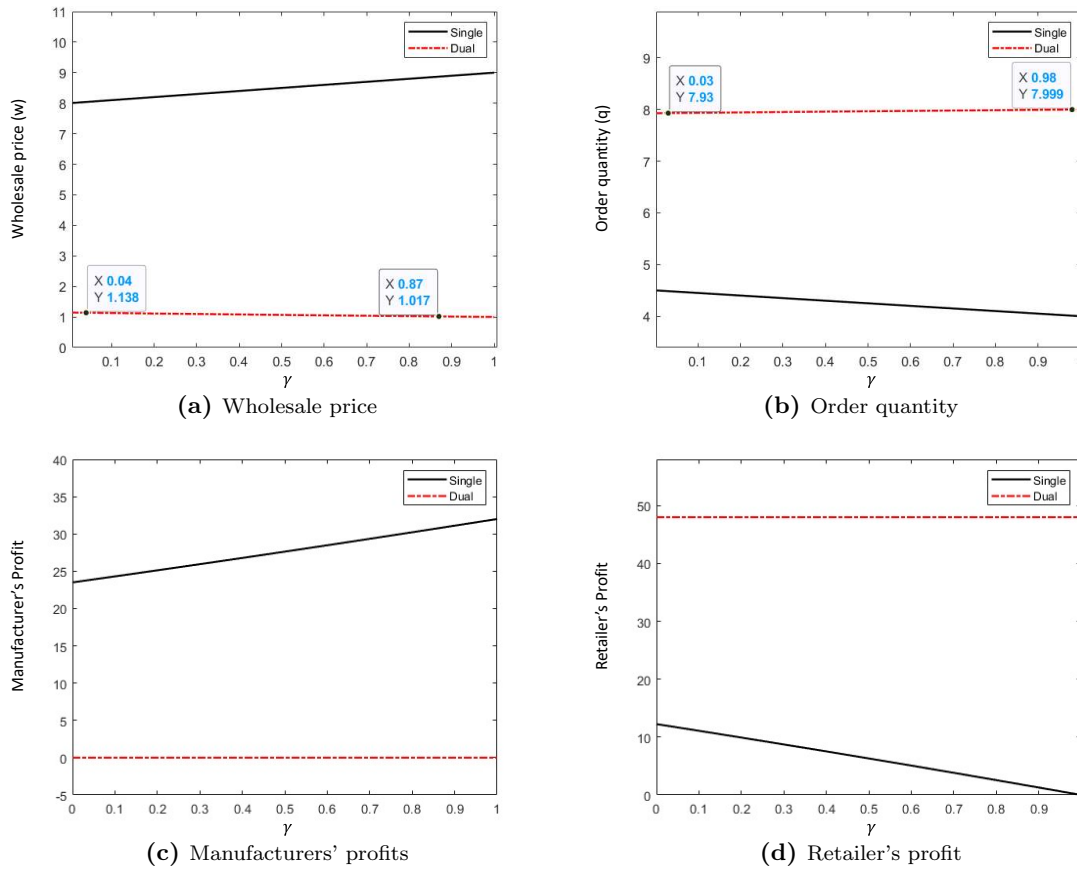 11
10
9
8
7
6
5
4
3
2
1
0
Wholesale price (w)
Single
Dual
X 0.04
Y 1.138
X 0.87
Y 1.017
0.1 0.2 0.3 0.4 0.5 0.6 0.7 0.8 0.9 1
γ
(a) Wholesale price
9
8
7
6
5
4
Order quantity (q)
Single
Dual
X 0.03
Y 7.93
X 0.98
Y 7.999
0.1 0.2 0.3 0.4 0.5 0.6 0.7 0.8 0.9
γ
(b) Order quantity
40
35
30
25
20
15
10
5
0
-5
Manufacturer's Profit
Single
Dual
0 0.1 0.2 0.3 0.4 0.5 0.6 0.7 0.8 0.9 1
γ
(c) Manufacturers' profits
50
40
30
20
10
0
Retailer's Profit
Single
Dual
0 0.1 0.2 0.3 0.4 0.5 0.6 0.7 0.8 0.9
γ
(d) Retailer's profit